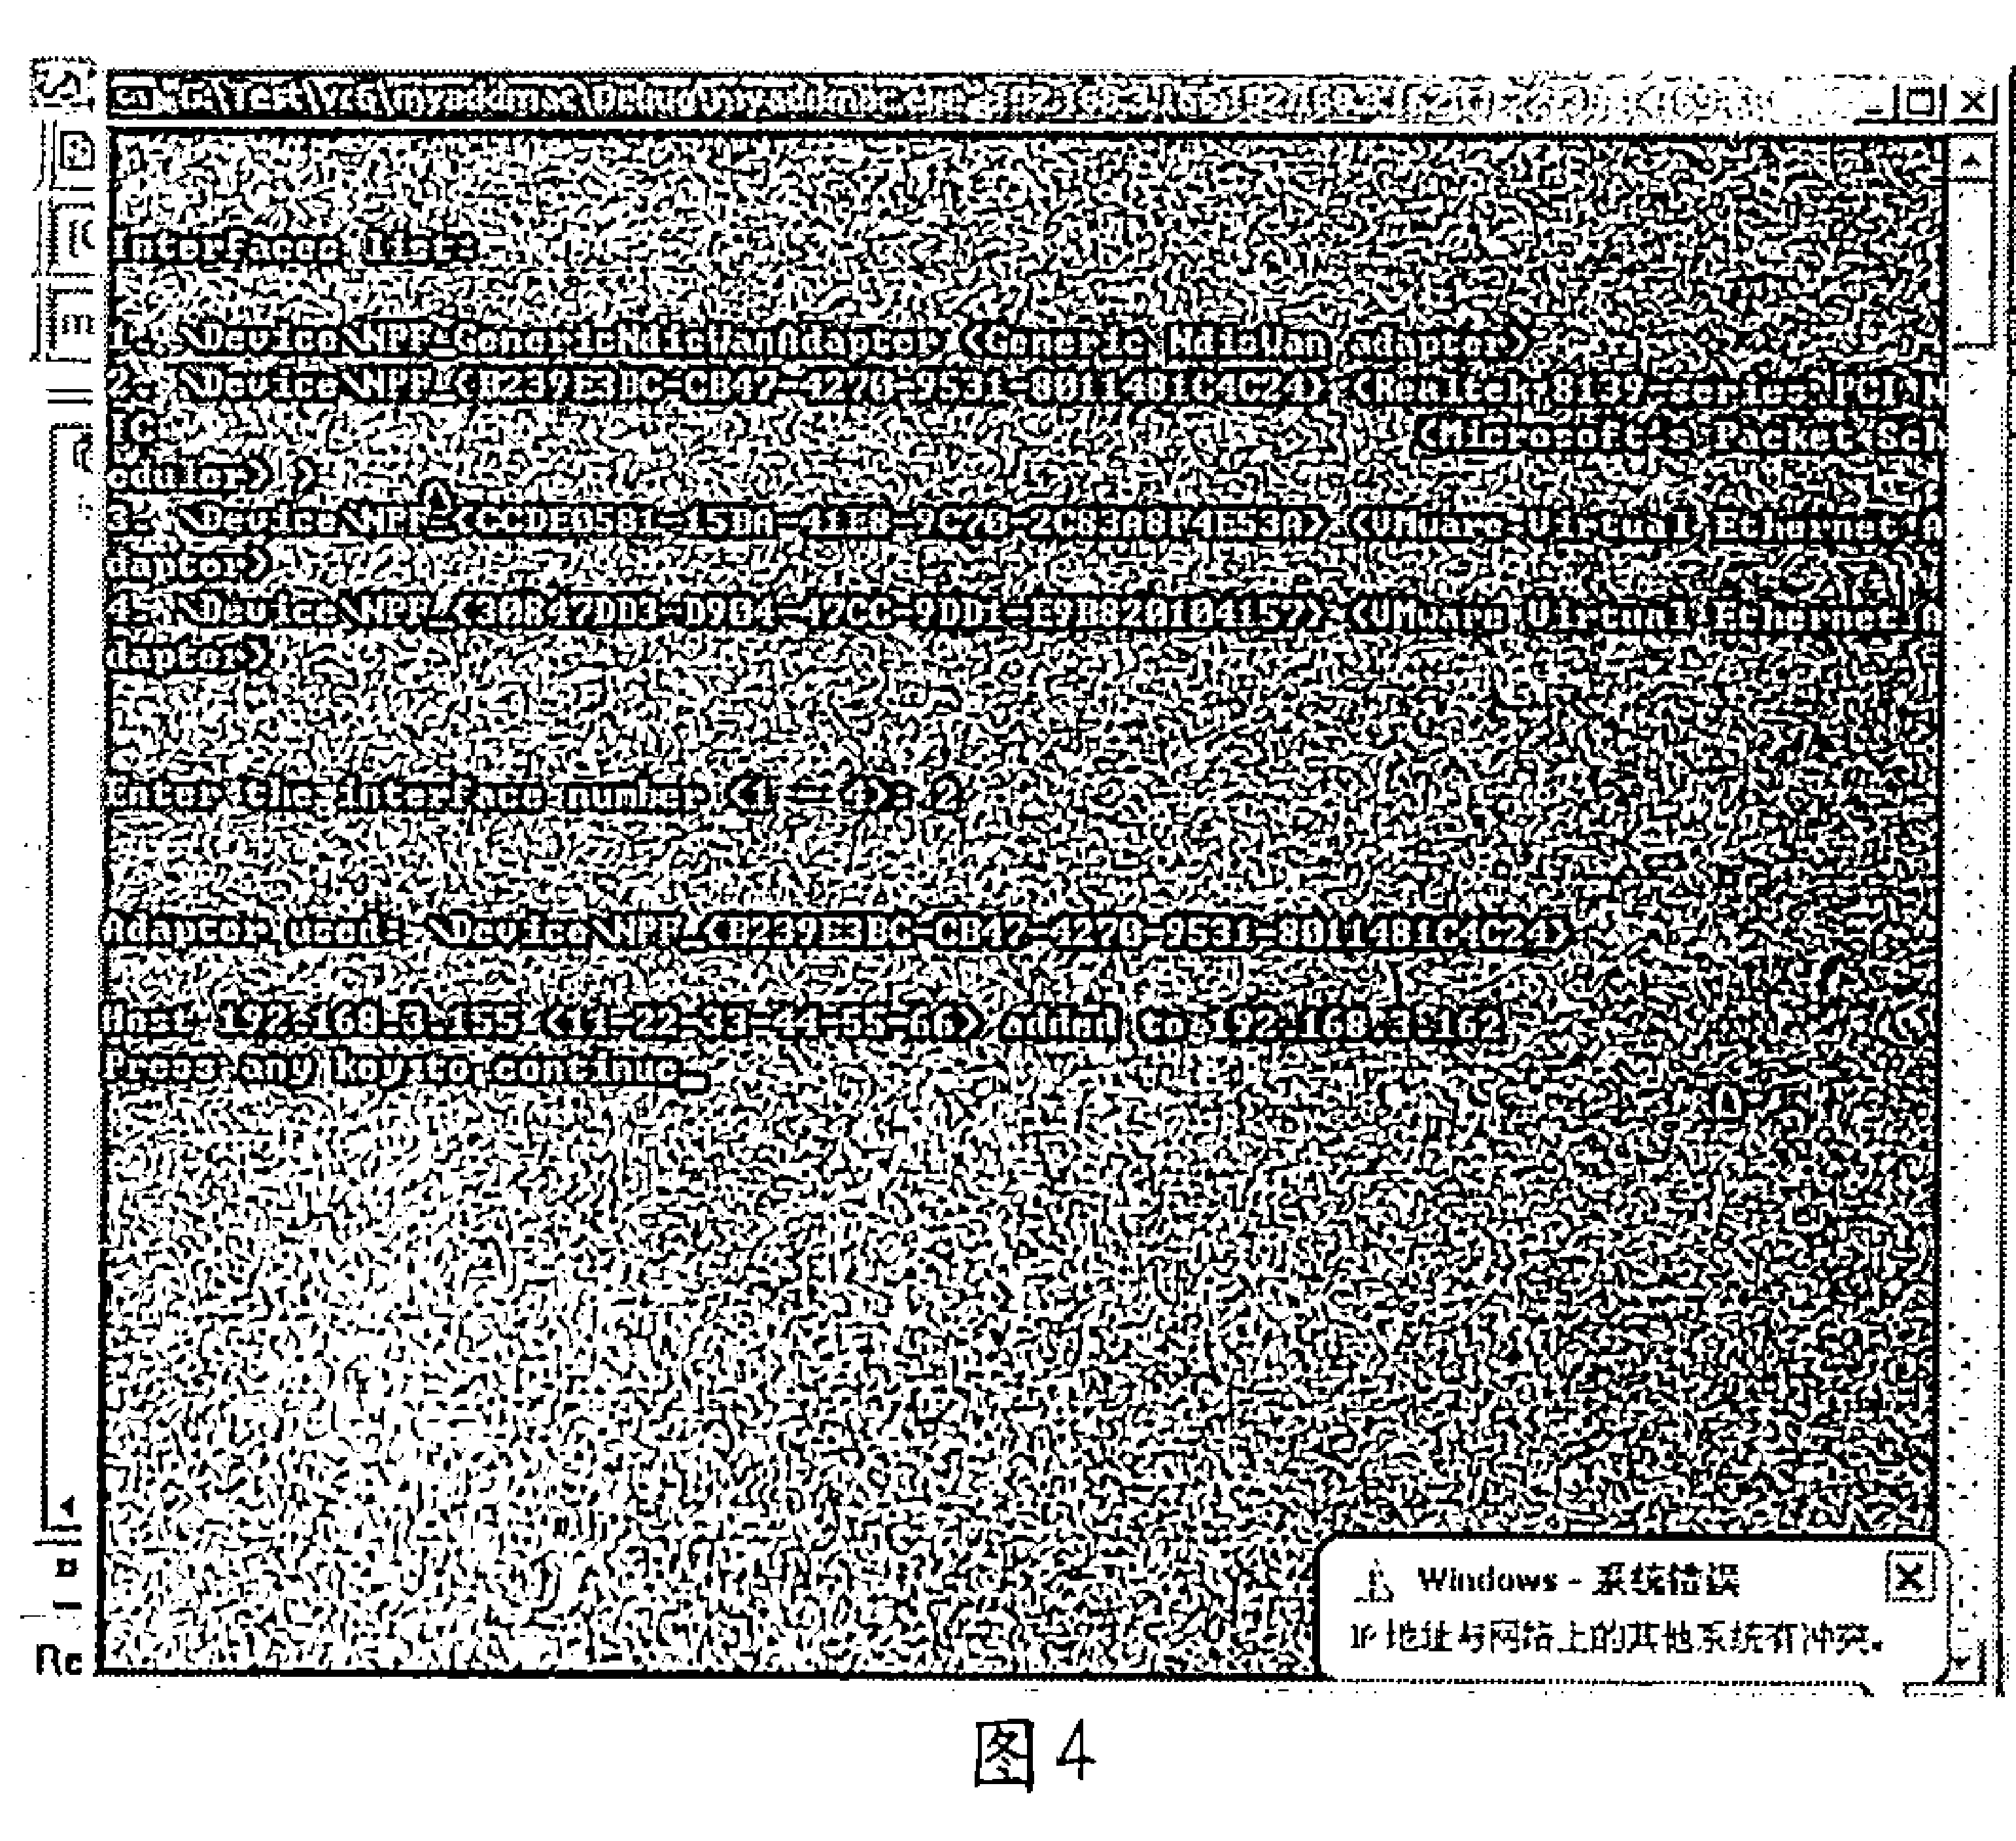 Interfaces list:
1. \Device\NPF_GenericNdisWanAdapter <Generic NdisWan adapter>
2. \Device\NPF_<B239E3BC-CB47-4270-9531-8011481C4C24> <Realtek 8139-series PCI N
IC <Microsoft's Packet Sch
eduler> >
3. \Device\NPF_<CCDE0581-15DA-41E8-9C70-2C83A8F4E53A> <VMware Virtual Ethernet A
dapter>
4. \Device\NPF_<30B47DD3-D904-47CC-9DD1-E9B820104157> <VMware Virtual Ethernet A
dapter>
Enter the interface number <1 - 4>: 2
Adapter used: \Device\NPF_<B239E3BC-CB47-4270-9531-8011481C4C24>
Host 192.168.3.155 <11-22-33-44-55-66> added to 192.168.3.162
Press any key to continue_
Windows - 系统错误
IP 地址与网络上的其他系统有冲突。
图 4